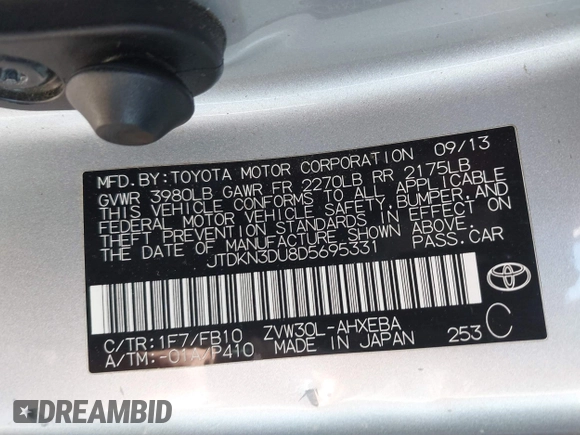 MFD. BY: TOYOTA MOTOR CORPORATION 09/13
GVWR 3980LB GAWR FR 2270LB RR 2175LB
THIS VEHICLE CONFORMS TO ALL APPLICABLE
FEDERAL MOTOR VEHICLE SAFETY, BUMPER, AND
THEFT PREVENTION STANDARDS IN EFFECT ON
THE DATE OF MANUFACTURE SHOWN ABOVE.
JTDKN3DU8D5695331 PASS. CAR
C/TR: 1F7/FB10 ZVW30L-AHXEBA
A/TM: -01A/P410 MADE IN JAPAN 253 C
TOYOTA
DREAMBID